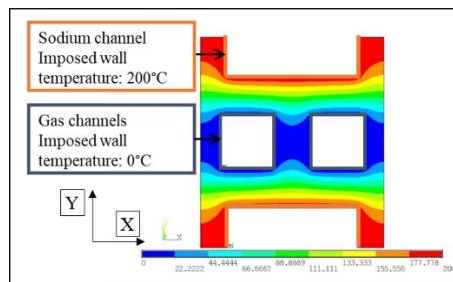 Sodium channel
Imposed wall
temperature: 200°C
Gas channels
Imposed wall
temperature: 0°C
Y
X
0
22.2222
44.4444
66.6667
88.8889
111.111
133.333
155.556
177.778
200